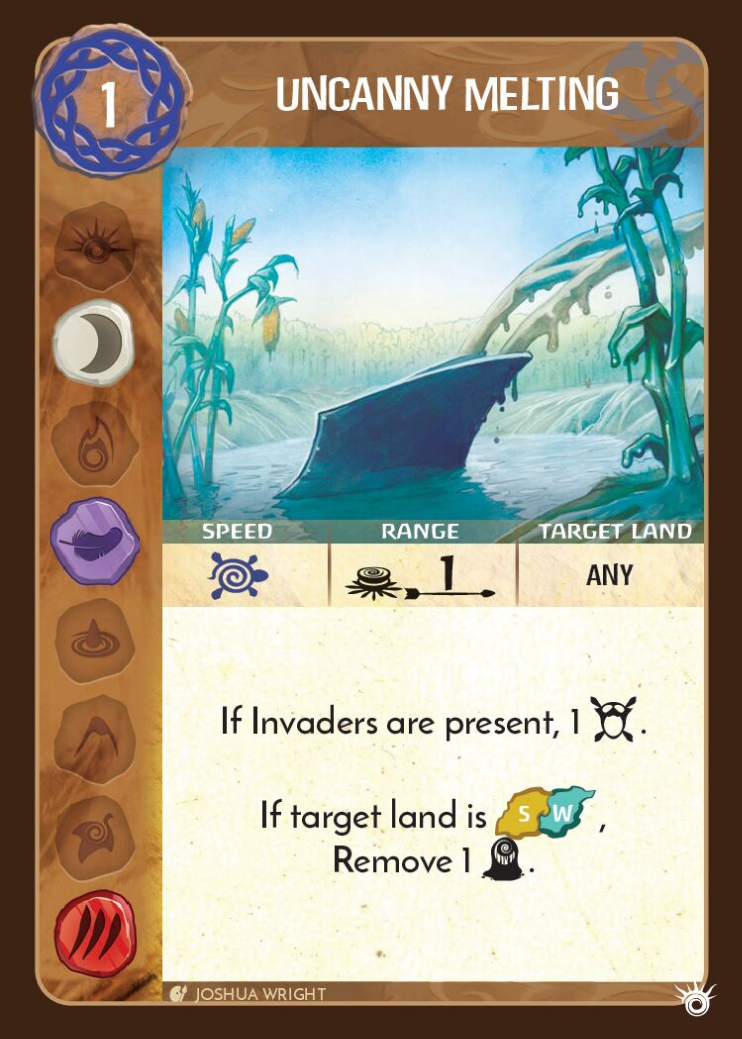 1
UNCANNY MELTING
SPEED
RANGE
TARGET LAND
1
ANY
If Invaders are present, 1 .
If target land is S W ,
Remove 1 .
JOSHUA WRIGHT